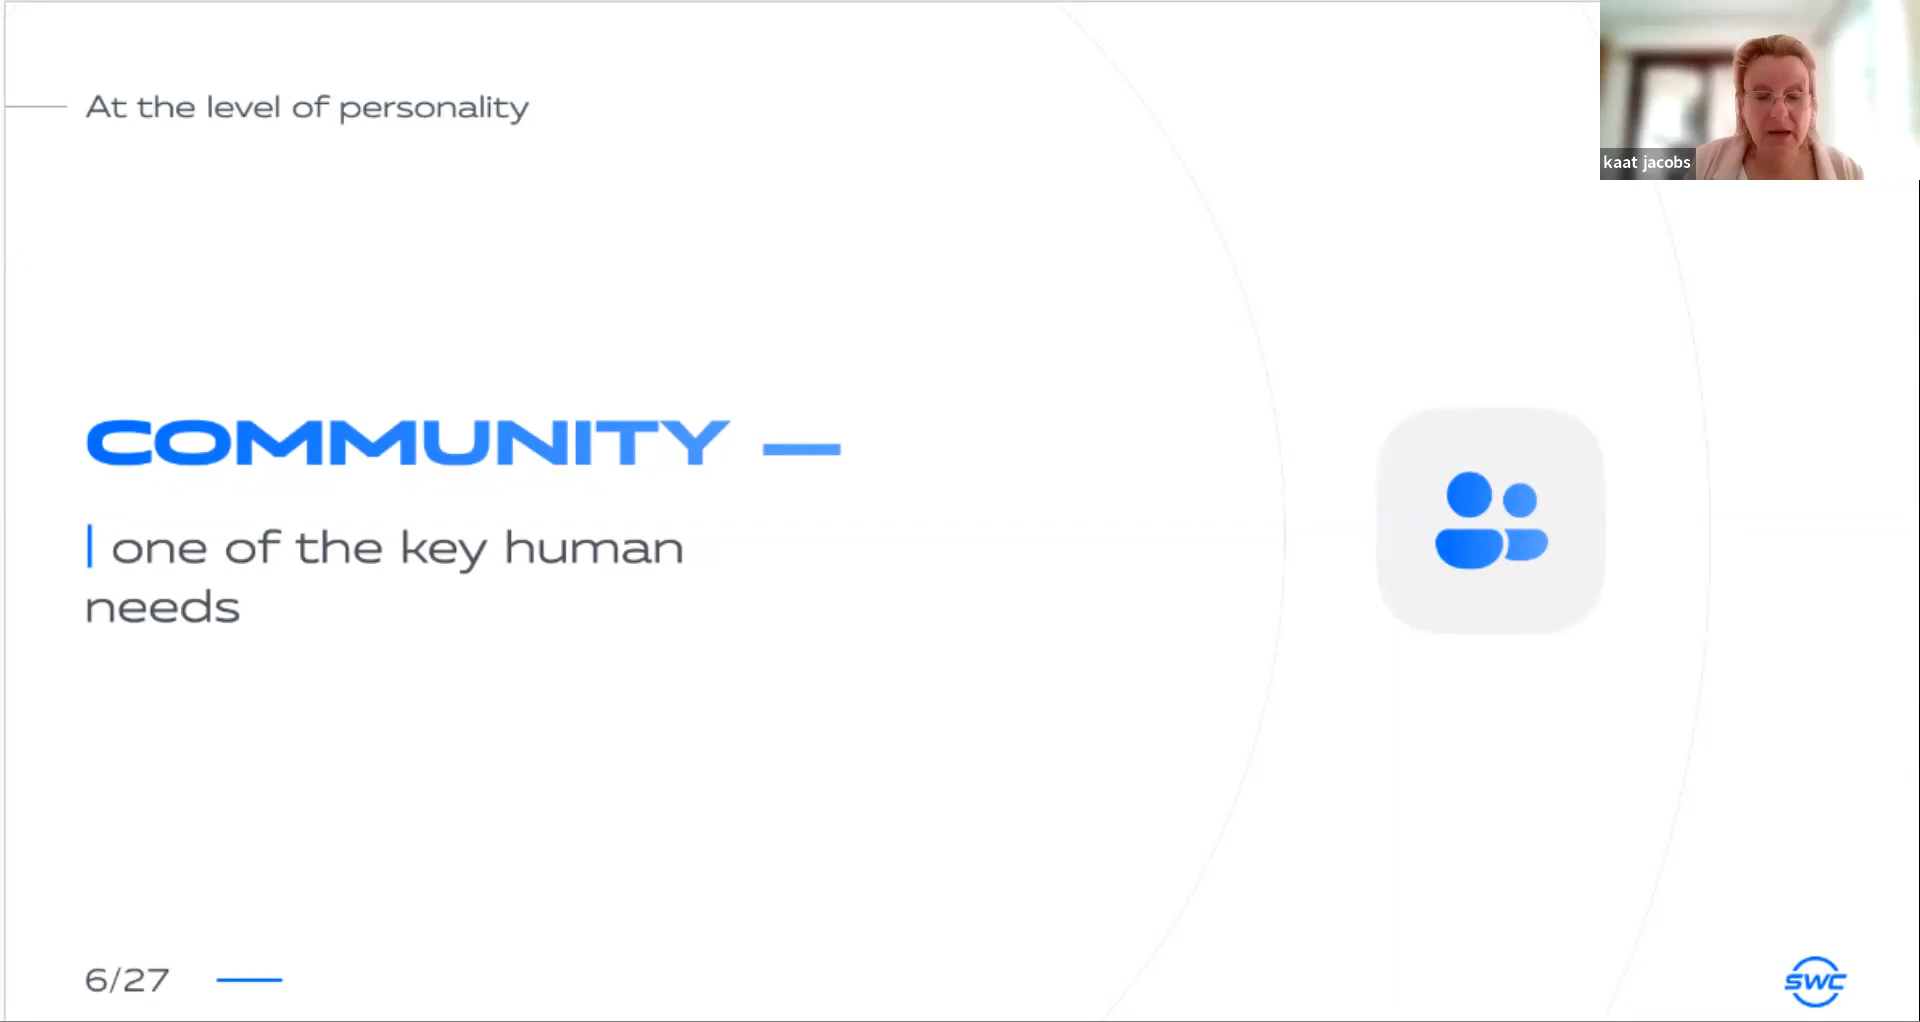 At the level of personality
kaat jacobs
COMMUNITY —
| one of the key human
needs
6/27
SWC